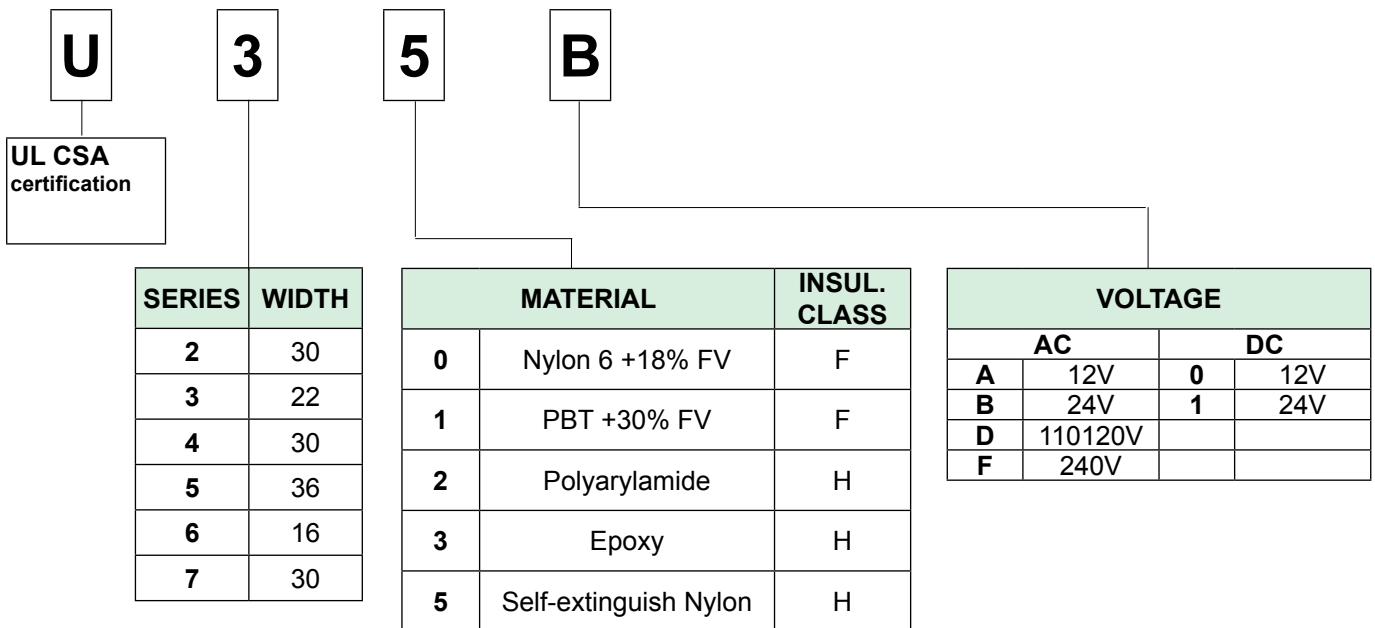 U 3 5 B
UL CSA
certification
SERIES WIDTH
2 30
3 22
4 30
5 36
6 16
7 30
MATERIAL INSUL. CLASS
0 Nylon 6 +18% FV F
1 PBT +30% FV F
2 Polyarylamide H
3 Epoxy H
5 Self-extinguish Nylon H
VOLTAGE
AC DC
A 12V 0 12V
B 24V 1 24V
D 110120V
F 240V